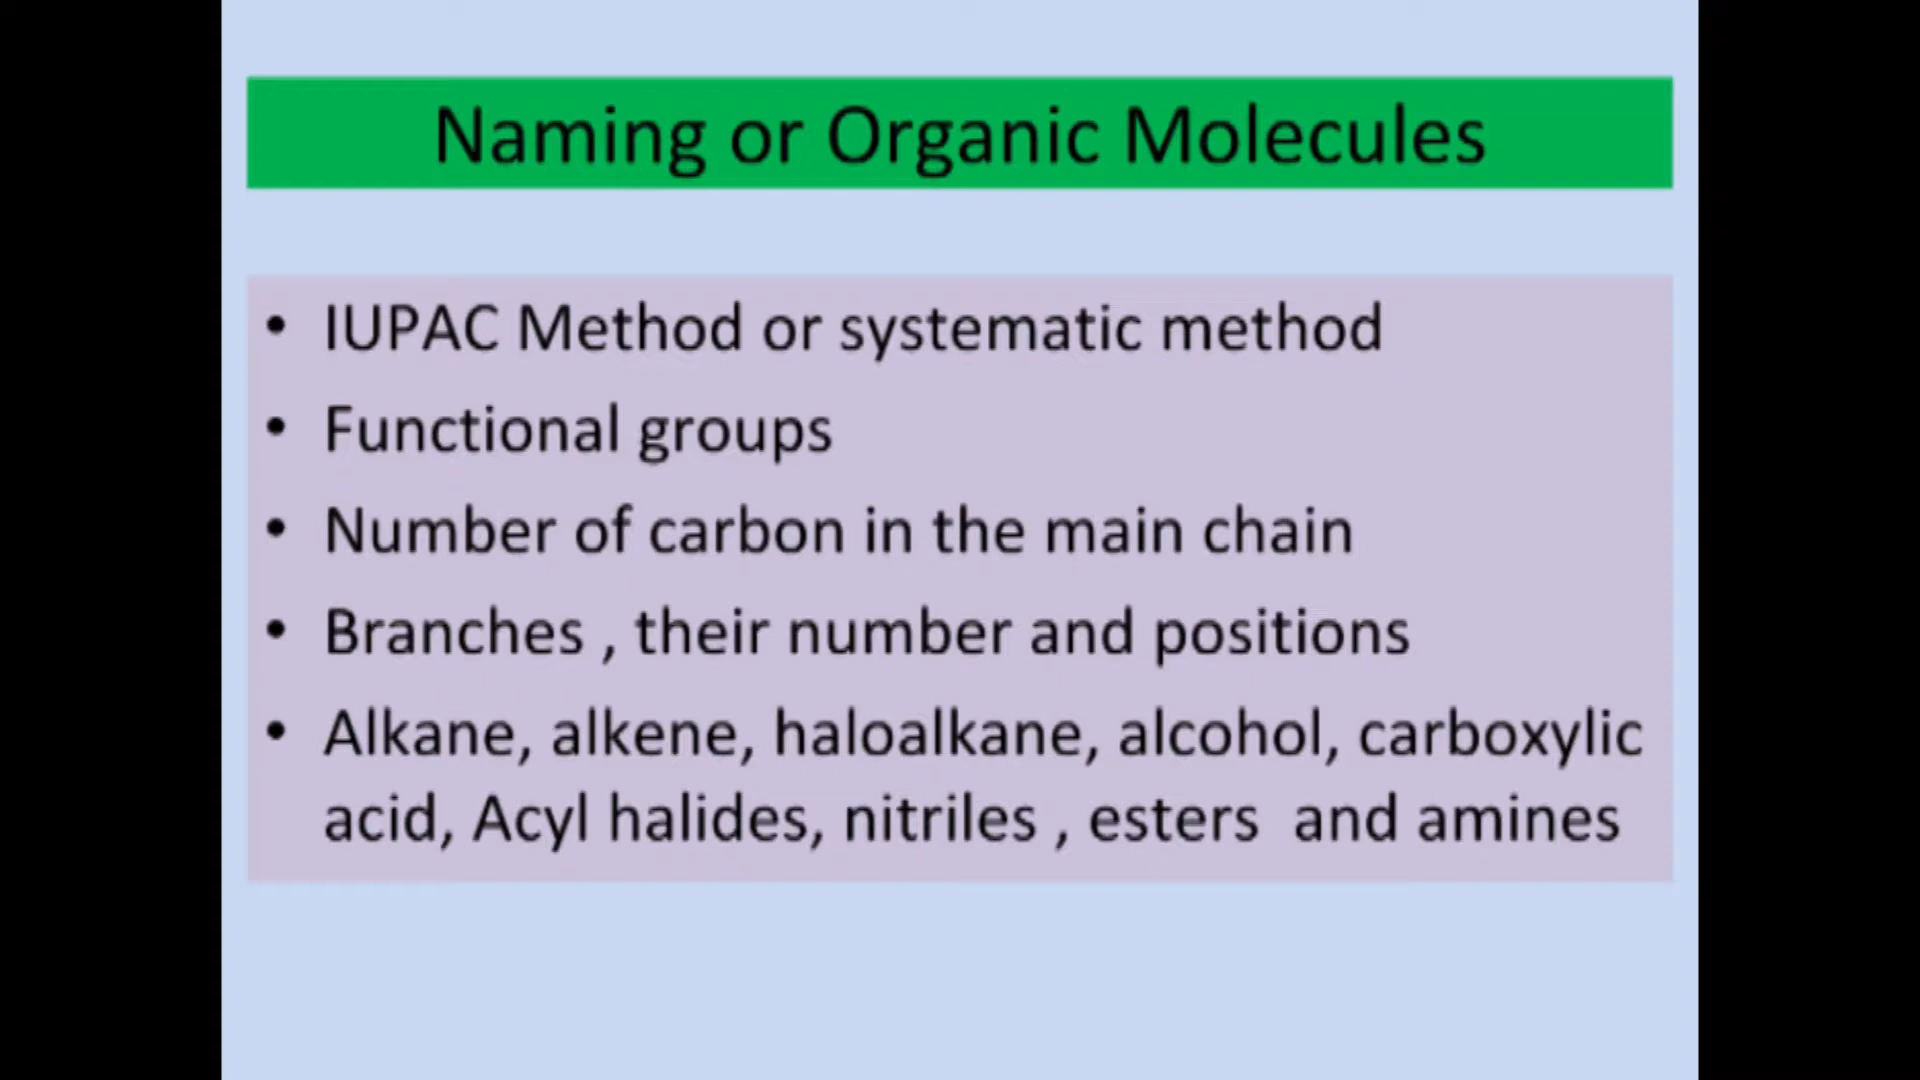 Naming or Organic Molecules
• IUPAC Method or systematic method
• Functional groups
• Number of carbon in the main chain
• Branches , their number and positions
• Alkane, alkene, haloalkane, alcohol, carboxylic
acid, Acyl halides, nitriles , esters  and amines